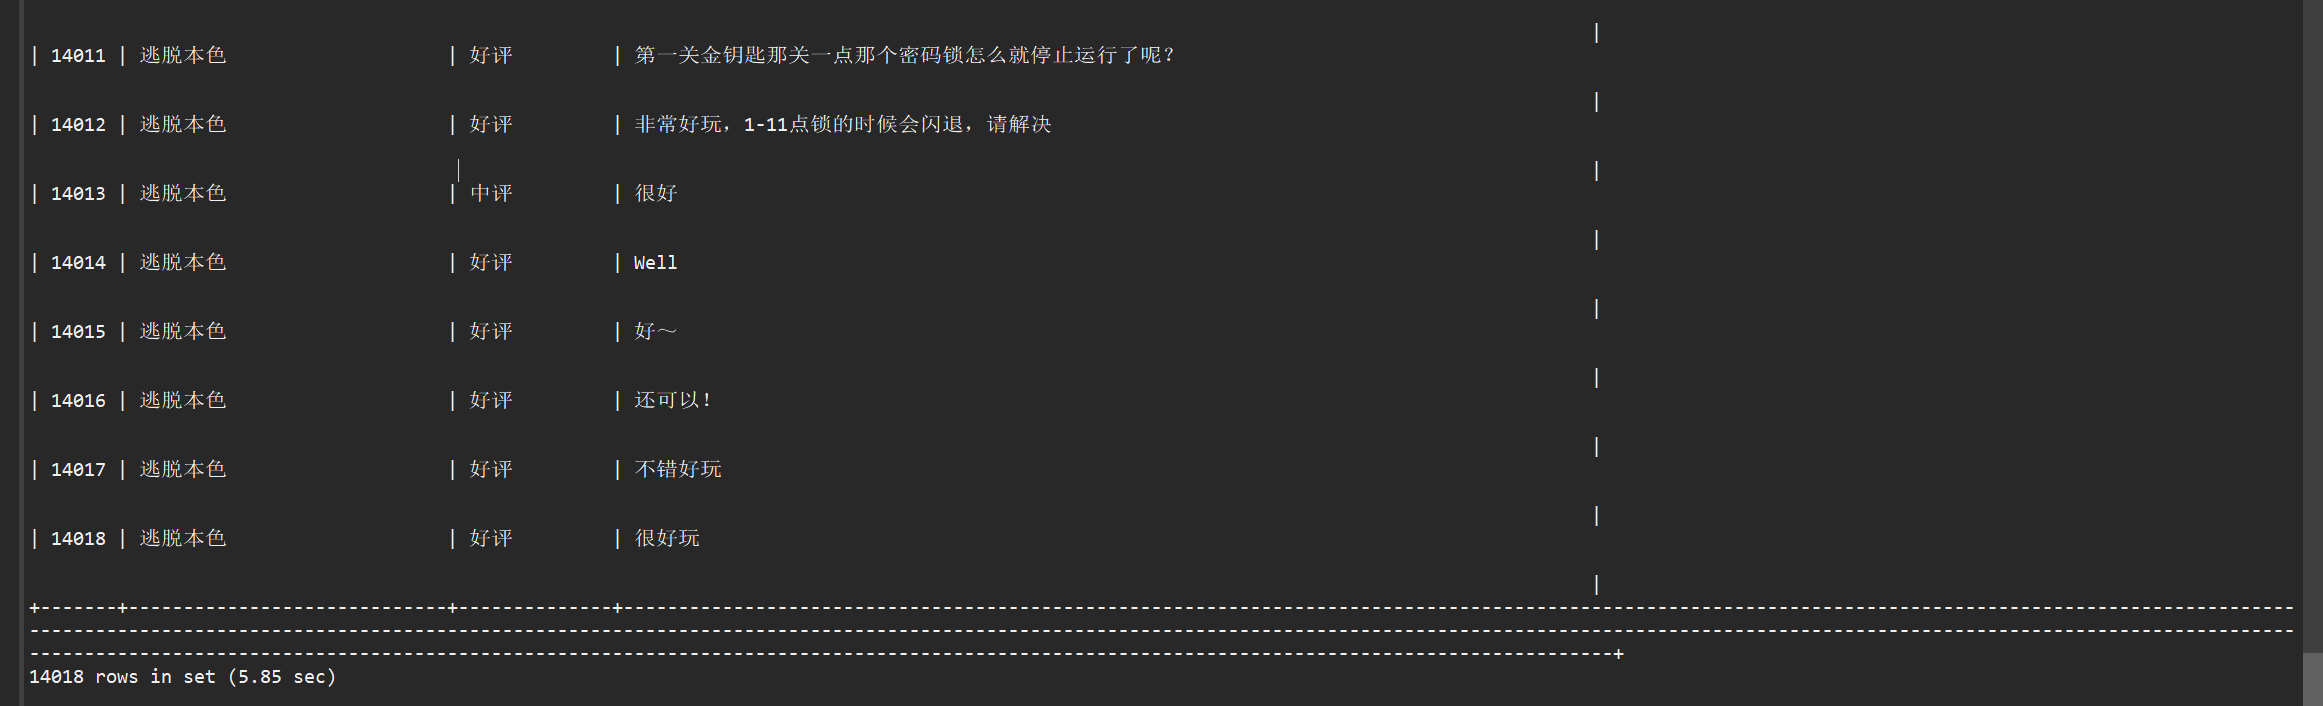 |
| 14011 | 逃脱本色 | 好评 | 第一关金钥匙那关一点那个密码锁怎么就停止运行了呢？
|
| 14012 | 逃脱本色 | 好评 | 非常好玩，1-11点锁的时候会闪退，请解决
|
| 14013 | 逃脱本色 | 中评 | 很好
|
| 14014 | 逃脱本色 | 好评 | Well
|
| 14015 | 逃脱本色 | 好评 | 好～
|
| 14016 | 逃脱本色 | 好评 | 还可以！
|
| 14017 | 逃脱本色 | 好评 | 不错好玩
|
| 14018 | 逃脱本色 | 好评 | 很好玩
|
14018 rows in set (5.85 sec)